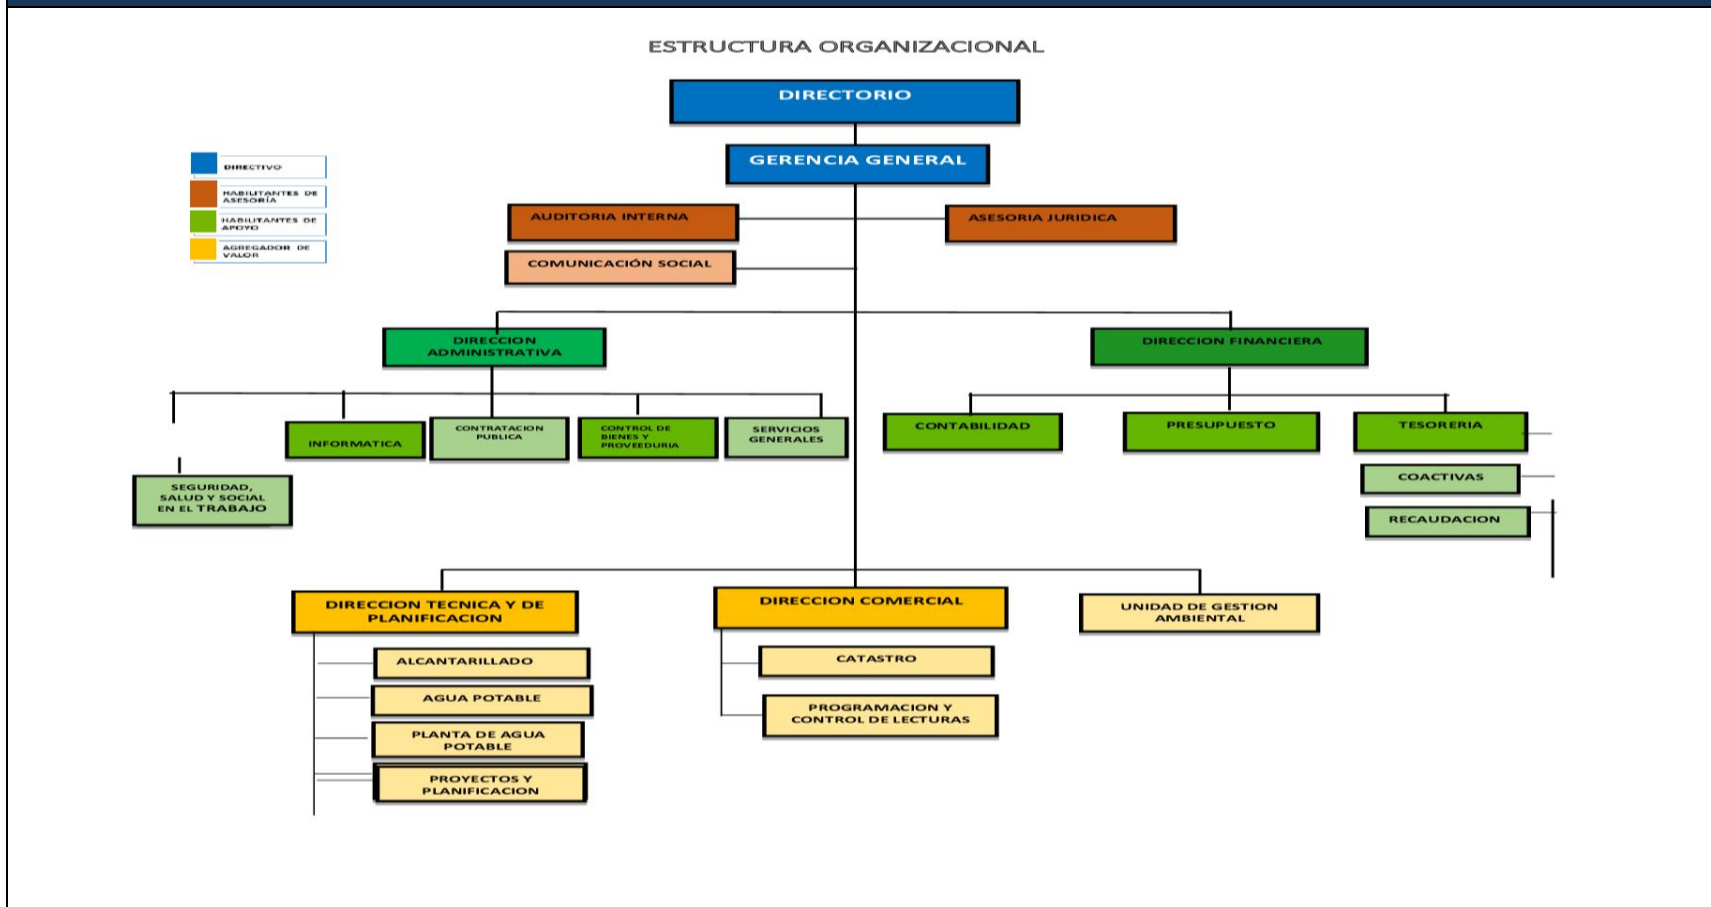 ESTRUCTURA ORGANIZACIONAL
DIRECTORIO
GERENCIA GENERAL
DIRECTIVO
HABILITANTES DE
ASESORÍA
HABILITANTES DE
APOYO
AGREGADOR DE
VALOR
AUDITORIA INTERNA
ASESORIA JURIDICA
COMUNICACIÓN SOCIAL
DIRECCION
ADMINISTRATIVA
DIRECCION FINANCIERA
INFORMATICA
CONTRATACION
PUBLICA
CONTROL DE
BIENES Y
PROVEEDURIA
SERVICIOS
GENERALES
CONTABILIDAD
PRESUPUESTO
TESORERIA
SEGURIDAD,
SALUD Y SOCIAL
EN EL TRABAJO
COACTIVAS
RECAUDACION
DIRECCION TECNICA Y DE
PLANIFICACION
DIRECCION COMERCIAL
UNIDAD DE GESTION
AMBIENTAL
ALCANTARILLADO
AGUA POTABLE
PLANTA DE AGUA
POTABLE
PROYECTOS Y
PLANIFICACION
CATASTRO
PROGRAMACION Y
CONTROL DE LECTURAS